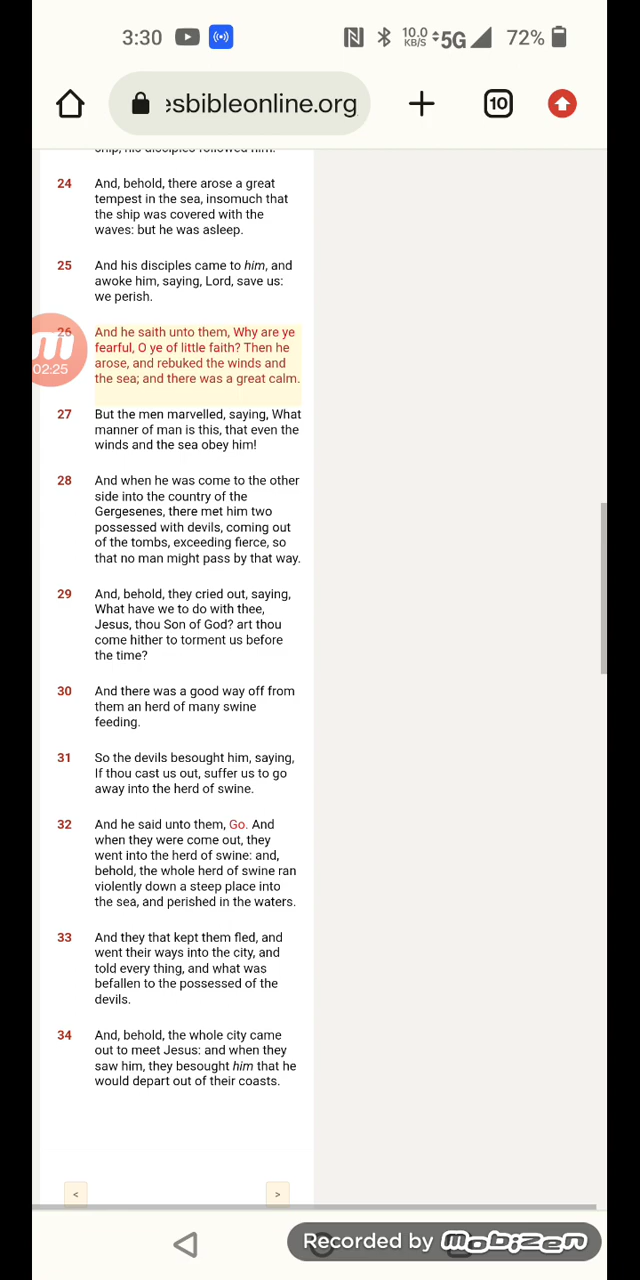 3:30 10.0 KB/S 5G 72%
esbibleonline.org 10
ship, his disciples followed him.
24 And, behold, there arose a great
tempest in the sea, insomuch that
the ship was covered with the
waves: but he was asleep.
25 And his disciples came to him, and
awoke him, saying, Lord, save us:
we perish.
26 And he saith unto them, Why are ye
fearful, O ye of little faith? Then he
arose, and rebuked the winds and
the sea; and there was a great calm.
02:25
27 But the men marvelled, saying, What
manner of man is this, that even the
winds and the sea obey him!
28 And when he was come to the other
side into the country of the
Gergesenes, there met him two
possessed with devils, coming out
of the tombs, exceeding fierce, so
that no man might pass by that way.
29 And, behold, they cried out, saying,
What have we to do with thee,
Jesus, thou Son of God? art thou
come hither to torment us before
the time?
30 And there was a good way off from
them an herd of many swine
feeding.
31 So the devils besought him, saying,
If thou cast us out, suffer us to go
away into the herd of swine.
32 And he said unto them, Go. And
when they were come out, they
went into the herd of swine: and,
behold, the whole herd of swine ran
violently down a steep place into
the sea, and perished in the waters.
33 And they that kept them fled, and
went their ways into the city, and
told every thing, and what was
befallen to the possessed of the
devils.
34 And, behold, the whole city came
out to meet Jesus: and when they
saw him, they besought him that he
would depart out of their coasts.
< >
Recorded by Mobizen